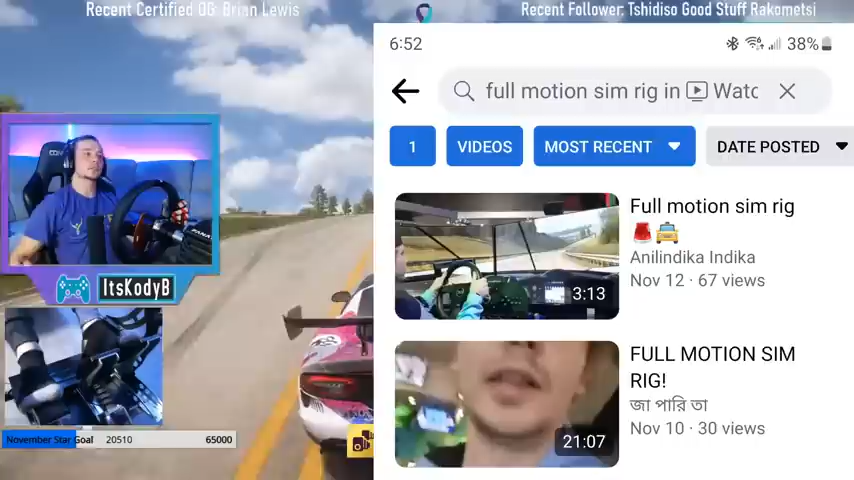 Recent Certified OG: Brian Lewis
Recent Follower: Tshidiso Good Stuff Rakometsi
6:52
38%
full motion sim rig in Watc
1
VIDEOS
MOST RECENT
DATE POSTED
Full motion sim rig
Anilindika Indika
Nov 12 · 67 views
3:13
FULL MOTION SIM
RIG!
জা পারি তা
Nov 10 · 30 views
21:07
ItsKodyB
November Star Goal 20510 65000